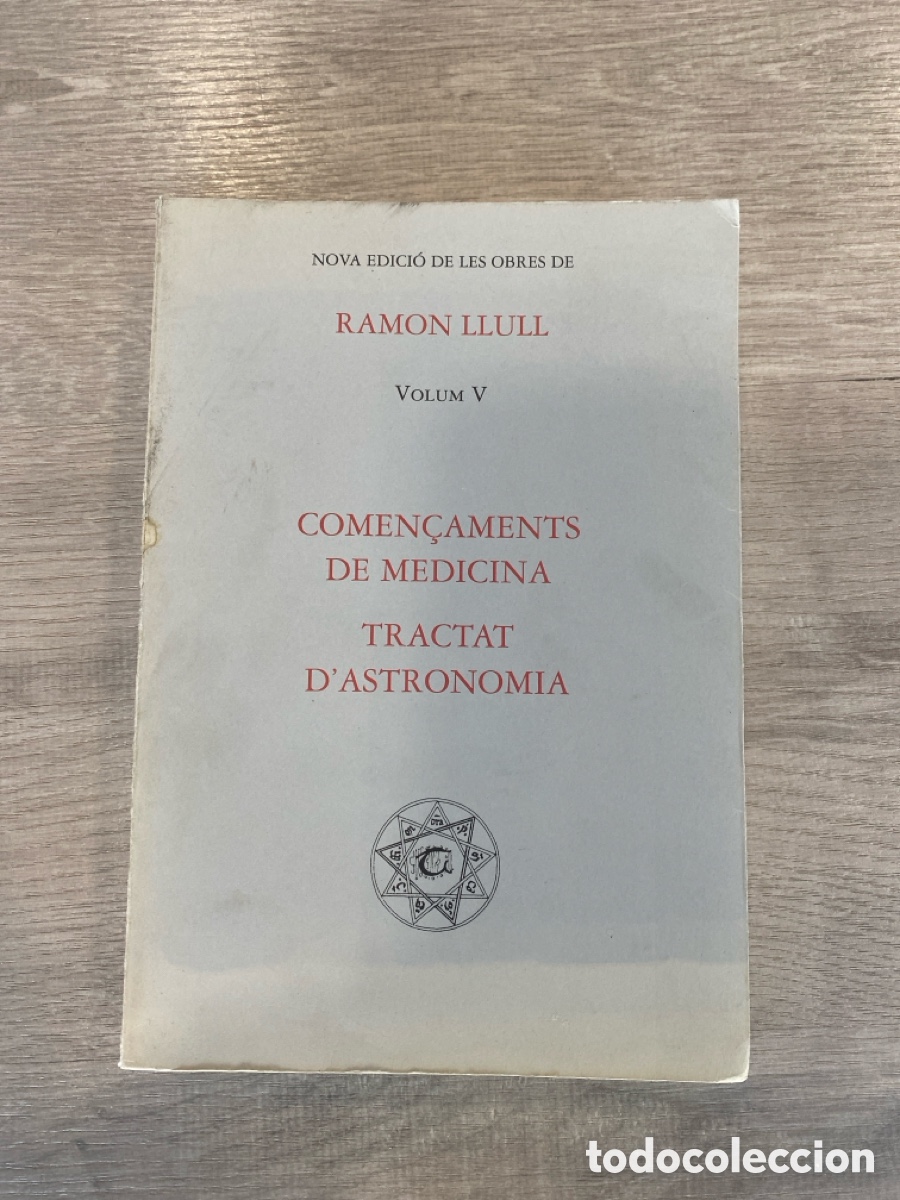 NOVA EDICIÓ DE LES OBRES DE
RAMON LLULL
VOLUM V
COMENÇAMENTS
DE MEDICINA
TRACTAT
D'ASTRONOMIA
todocoleccion